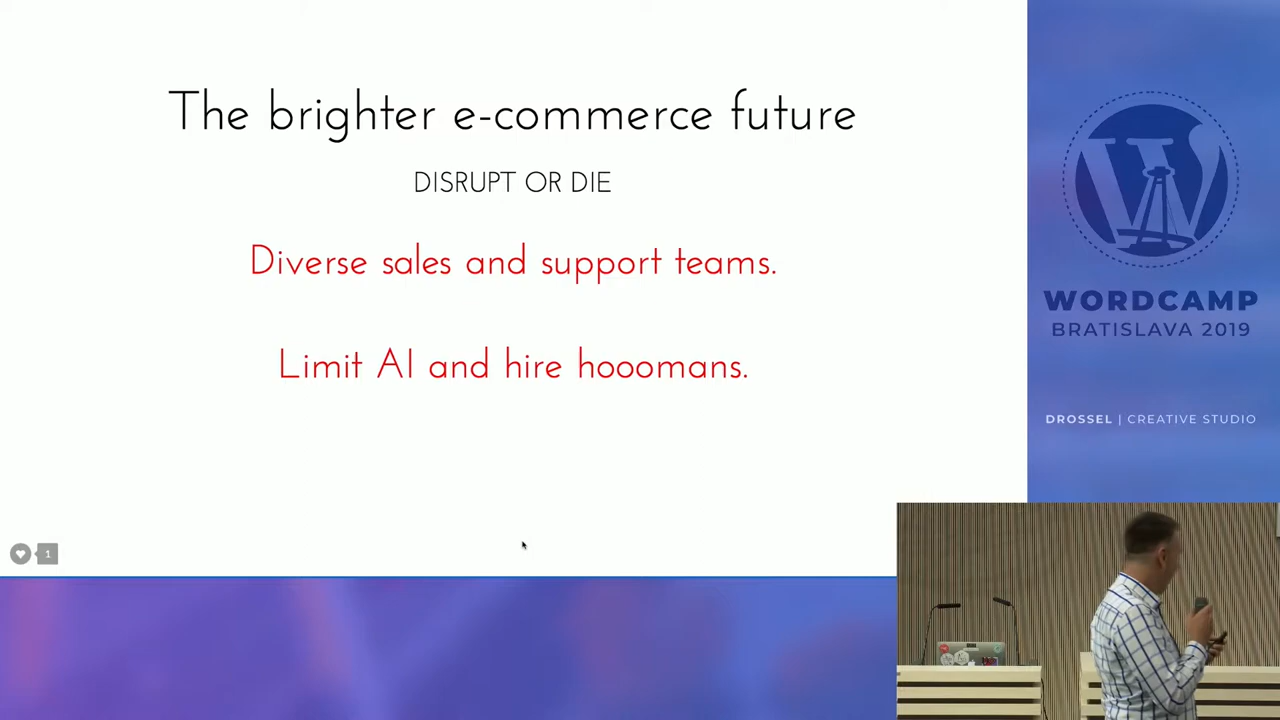 The brighter e-commerce future
DISRUPT OR DIE
Diverse sales and support teams.
Limit AI and hire hooomans.
1
WORDCAMP
BRATISLAVA 2019
DROSSEL | CREATIVE STUDIO